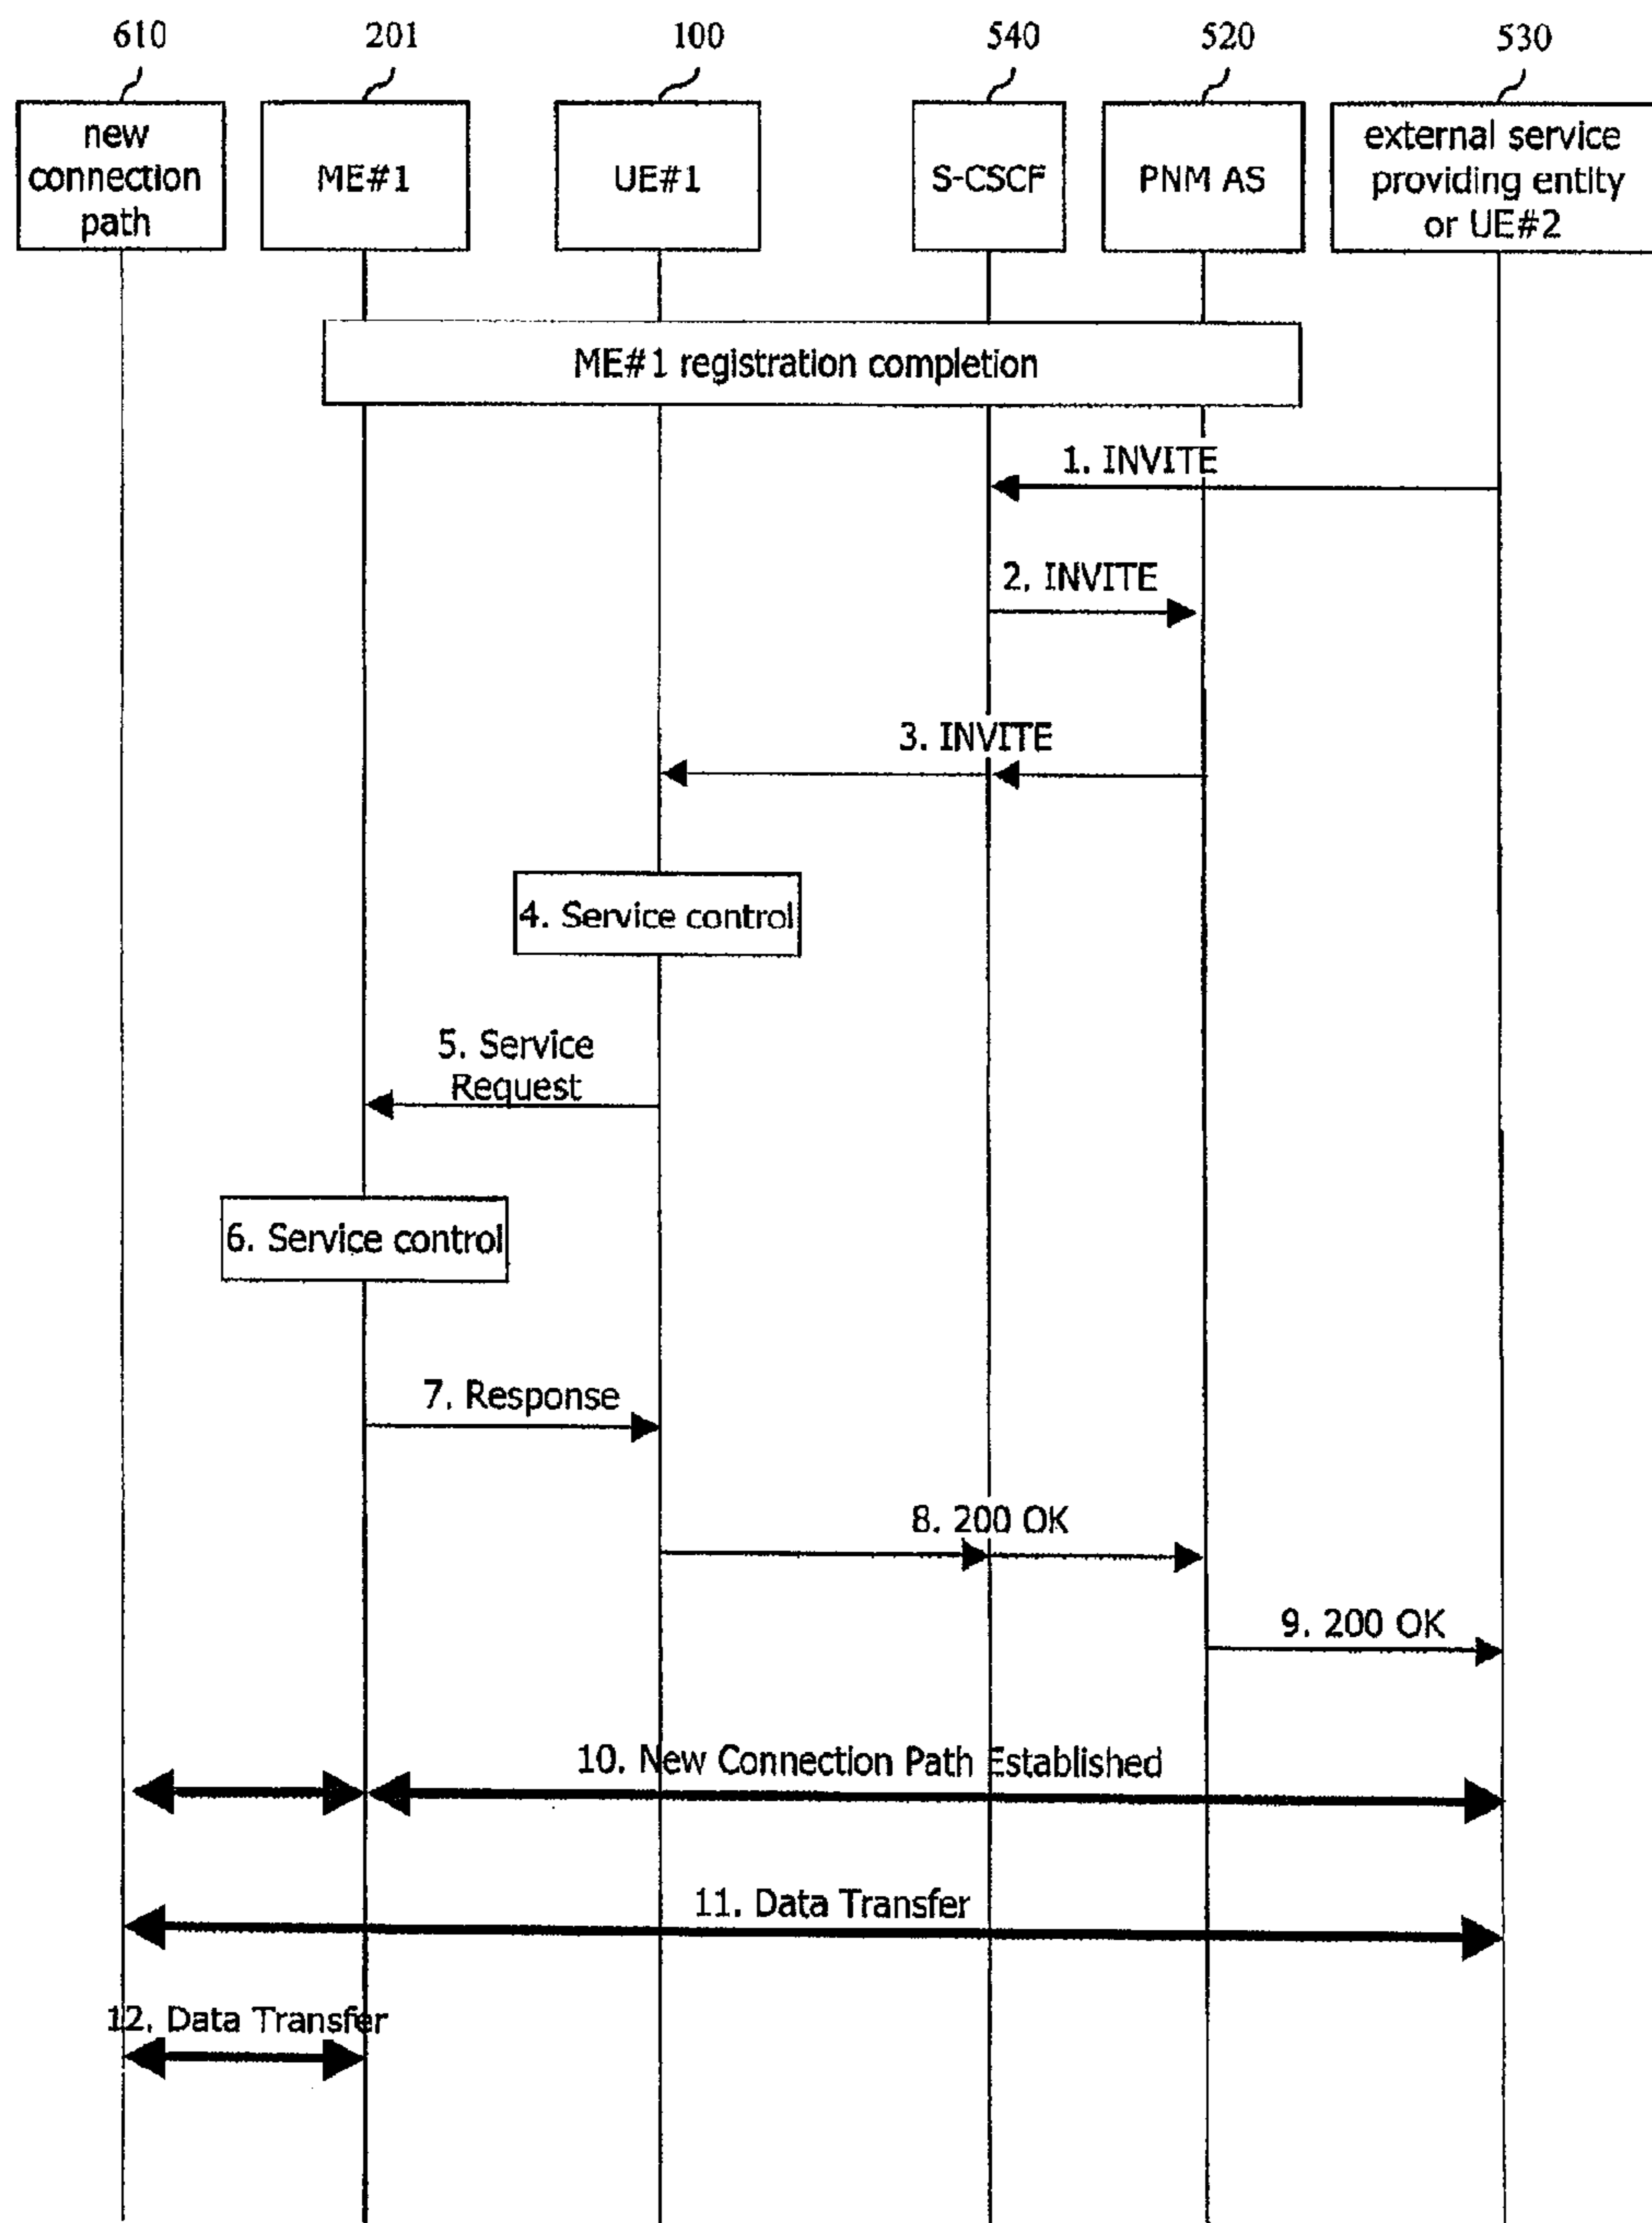 610
201
100
540
520
530
new
connection
path
ME#1
UE#1
S-CSCF
PNM AS
external service
providing entity
or UE#2
ME#1 registration completion
1. INVITE
2. INVITE
3. INVITE
4. Service control
5. Service
Request
6. Service control
7. Response
8. 200 OK
9. 200 OK
10. New Connection Path Established
11. Data Transfer
12. Data Transfer